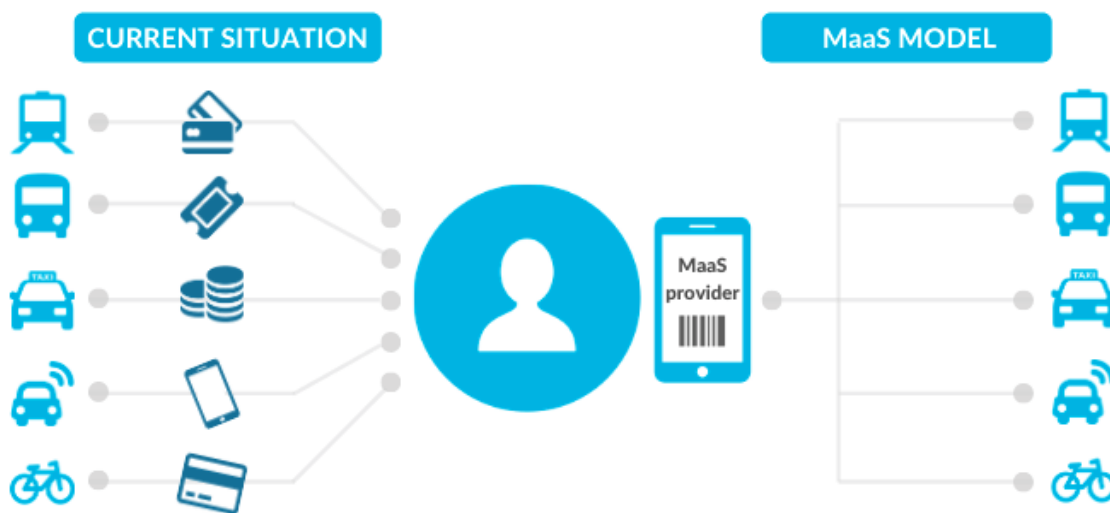 CURRENT SITUATION
MaaS MODEL
TAXI
MaaS
provider
TAXI